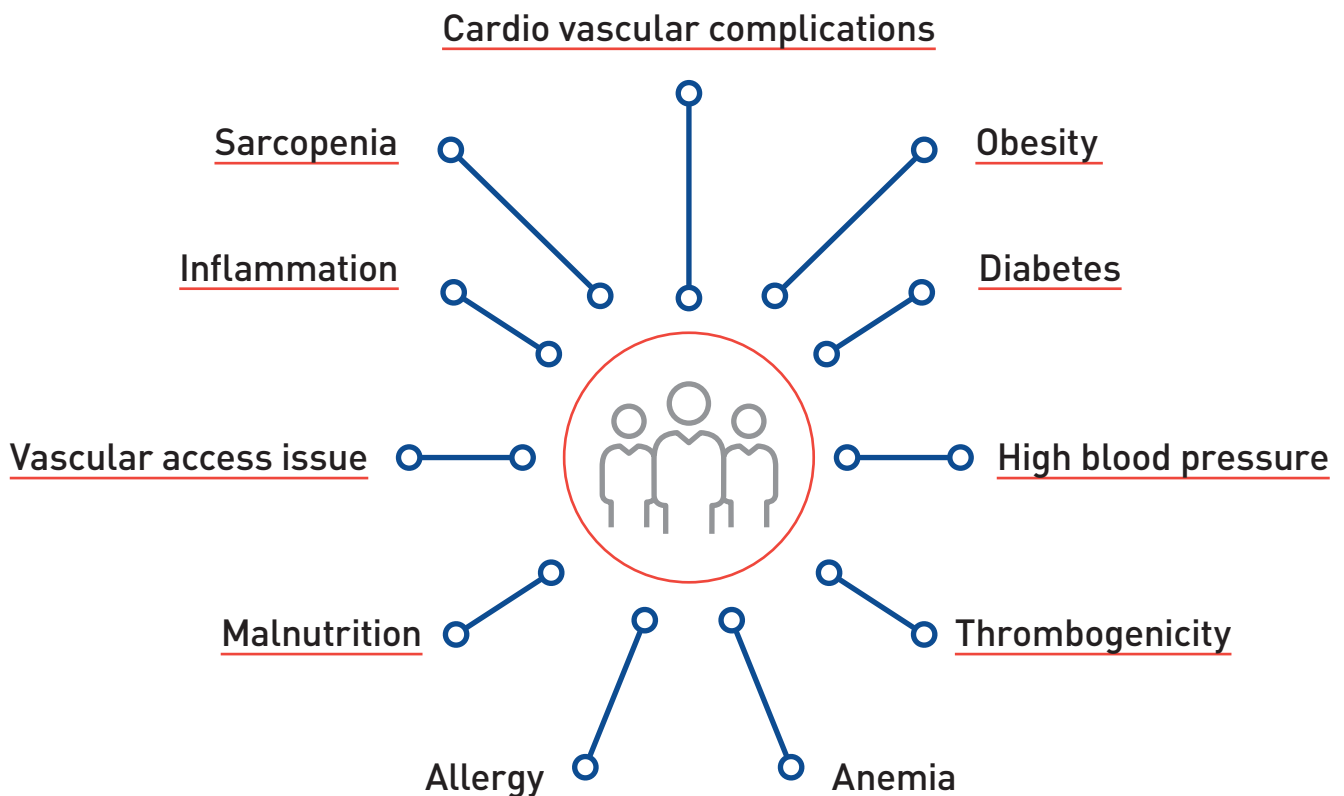 Cardio vascular complications
Sarcopenia
Obesity
Inflammation
Diabetes
Vascular access issue
High blood pressure
Malnutrition
Thrombogenicity
Allergy
Anemia